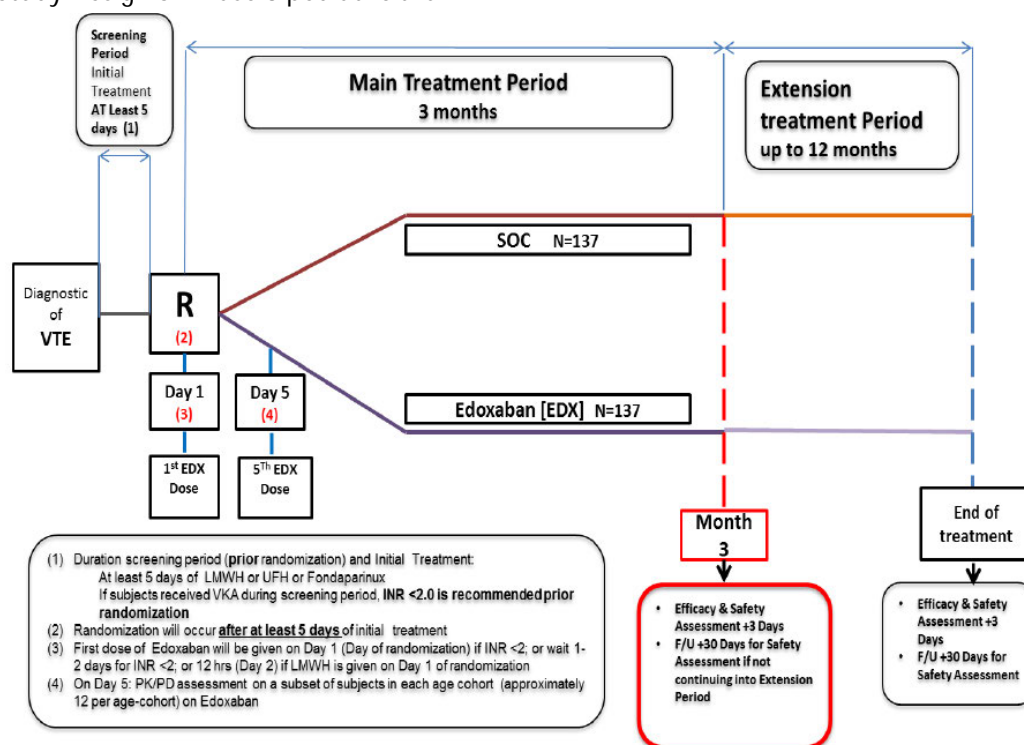 Screening
Period
Initial
Treatment
AT Least 5
days (1)
Main Treatment Period
3 months
Extension
treatment Period
up to 12 months
SOC N=137
Diagnostic
of
VTE
R
(2)
Day 1
(3)
Day 5
(4)
Edoxaban [EDX] N=137
1st EDX
Dose
5Th EDX
Dose
Month
3
End of
treatment
(1) Duration screening period (prior randomization) and Initial Treatment:
At least 5 days of LMWH or UFH or Fondaparinux
If subjects received VKA during screening period, INR <2.0 is recommended prior
randomization
(2) Randomization will occur after at least 5 days of initial treatment
(3) First dose of Edoxaban will be given on Day 1 (Day of randomization) if INR <2; or wait 1-
2 days for INR <2; or 12 hrs (Day 2) if LMWH is given on Day 1 of randomization
(4) On Day 5: PK/PD assessment on a subset of subjects in each age cohort (approximately
12 per age-cohort) on Edoxaban
• Efficacy & Safety
Assessment +3 Days
• F/U +30 Days for Safety
Assessment if not
continuing into Extension
Period
• Efficacy & Safety
Assessment +3
Days
• F/U +30 Days for
Safety Assessment